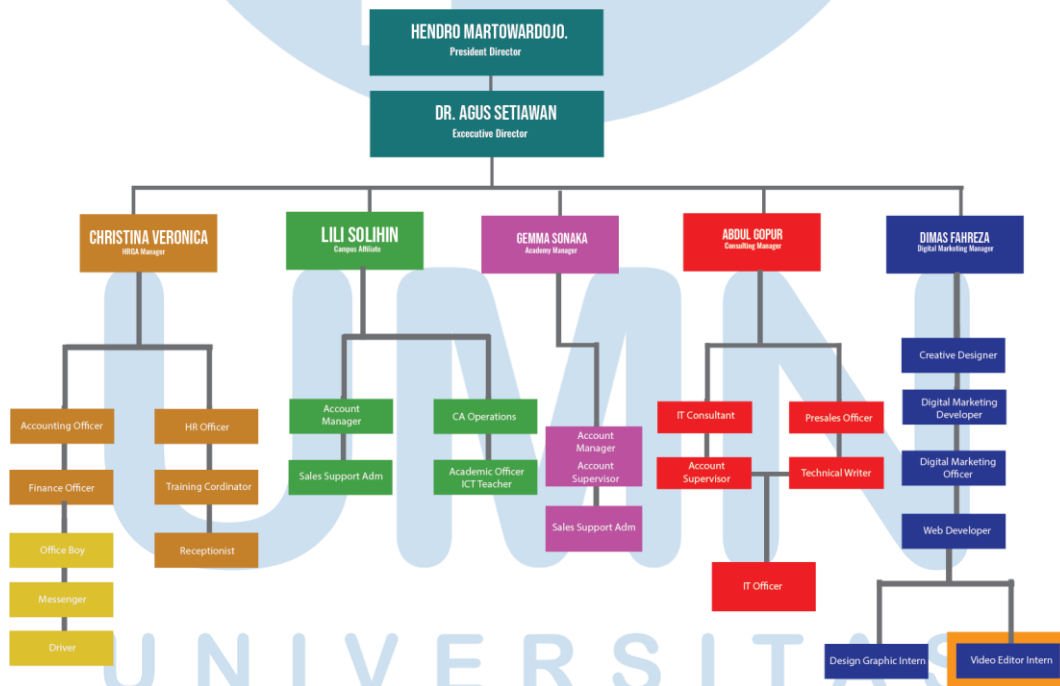 HENDRO MARTOWARDOJO.
President Director
DR. AGUS SETIAWAN
Excecutive Director
CHRISTINA VERONICA
HRGA Manager
LILI SOLIHIN
Campus Affiliate
GEMMA SONAKA
Academy Manager
ABDUL GOPUR
Consulting Manager
DIMAS FAHREZA
Digital Marketing Manager
Accounting Officer
Finance Officer
Office Boy
Messenger
Driver
HR Officer
Training Cordinator
Receptionist
Account
Manager
Sales Support Adm
CA Operations
Academic Officer
ICT Teacher
Account
Manager
Account
Supervisor
Sales Support Adm
IT Consultant
Account
Supervisor
Presales Officer
Technical Writer
IT Officer
Creative Designer
Digital Marketing
Developer
Digital Marketing
Officer
Web Developer
Design Graphic Intern
Video Editor Intern
UMN
UNIVERSITAS